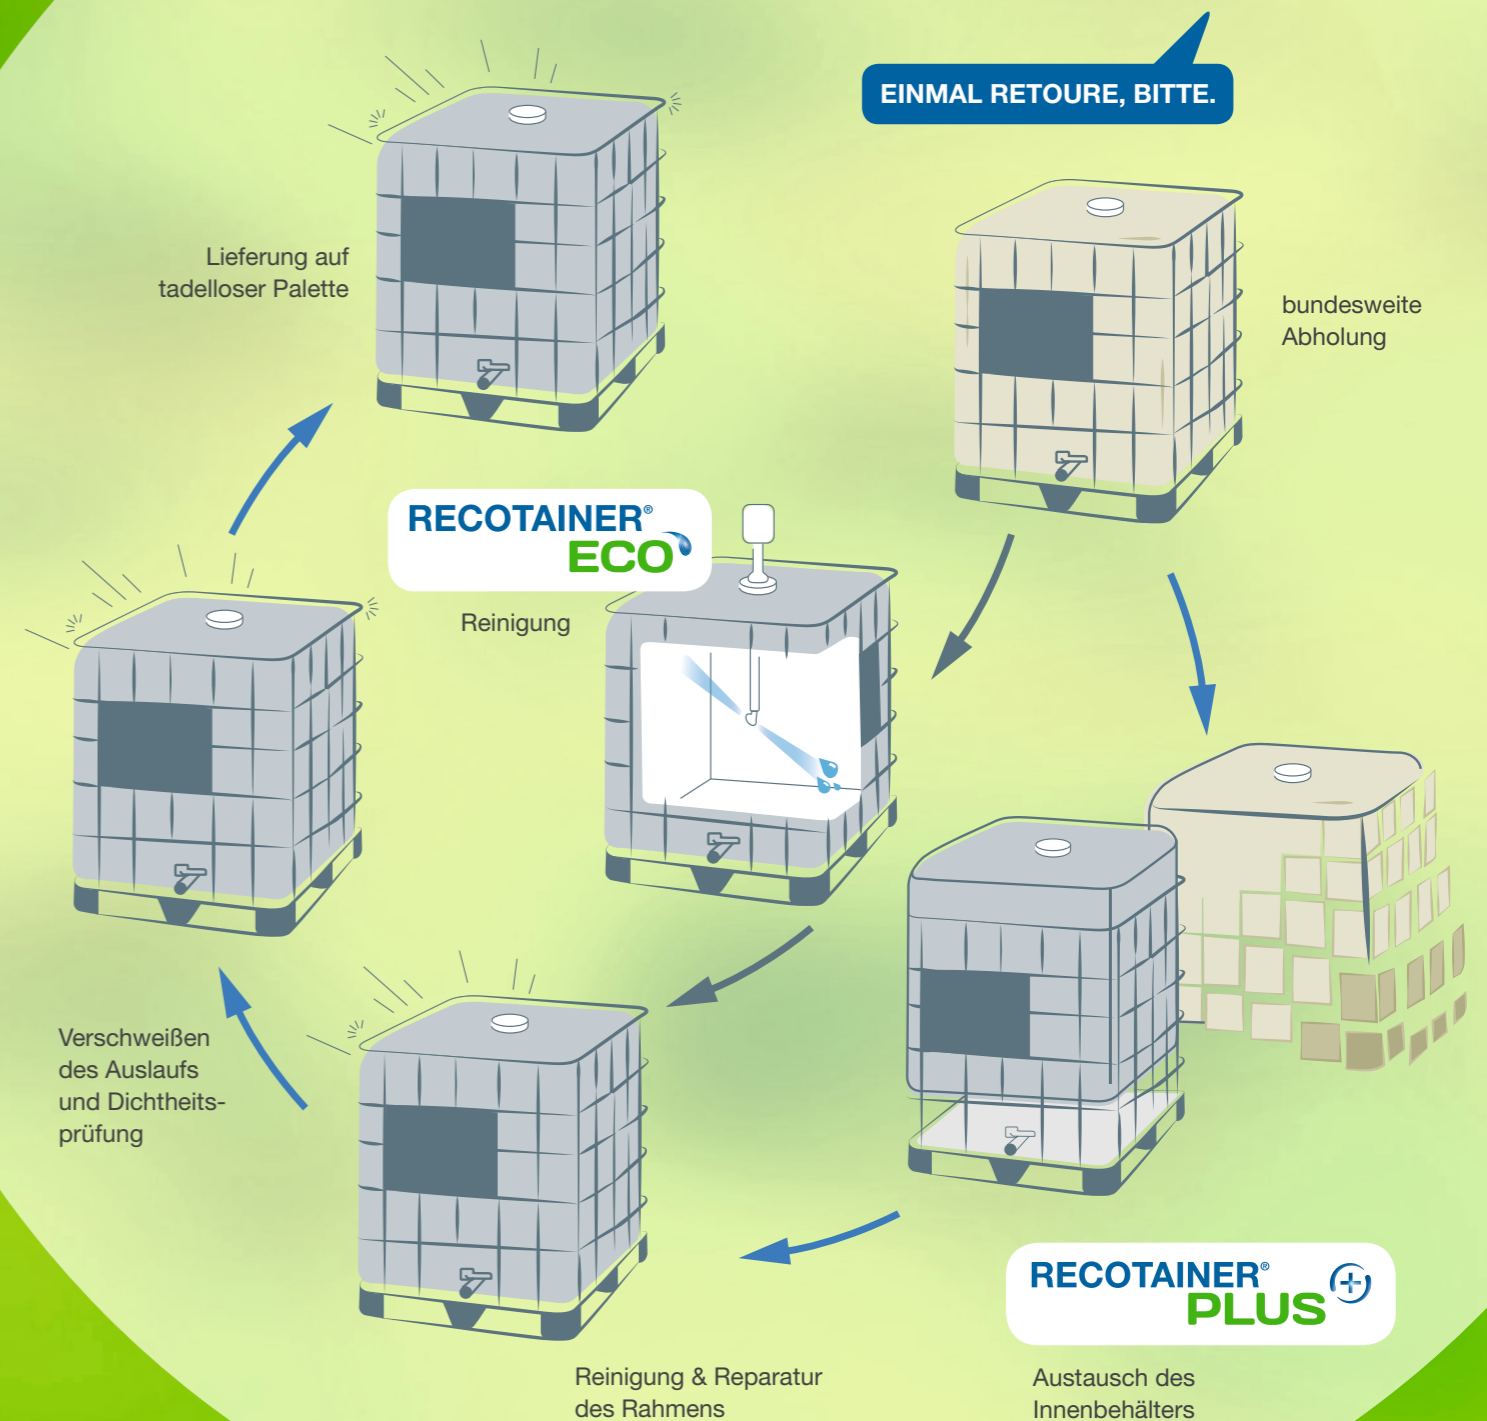 EINMAL RETOURE, BITTE.
Lieferung auf
tadelloser Palette
bundesweite
Abholung
RECOTAINER®
ECO
Reinigung
Verschweißen
des Auslaufs
und Dichtheits-
prüfung
RECOTAINER®
PLUS
Reinigung & Reparatur
des Rahmens
Austausch des
Innenbehälters